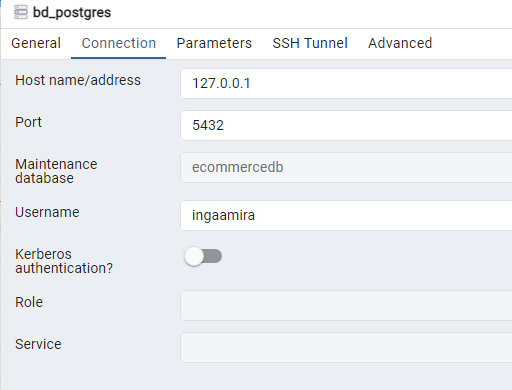 bd_postgres
General Connection Parameters SSH Tunnel Advanced
Host name/address 127.0.0.1
Port 5432
Maintenance
database ecommercedb
Username ingaamira
Kerberos
authentication?
Role
Service